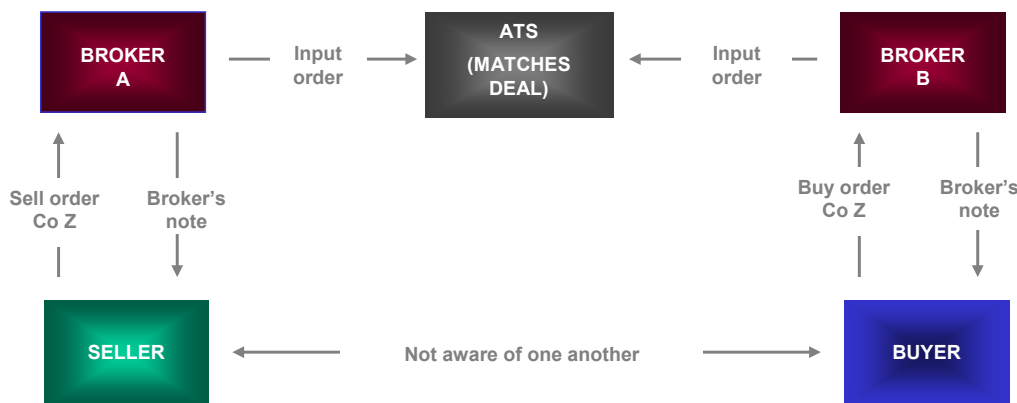 BROKER
A
Input
order
ATS
(MATCHES
DEAL)
Input
order
BROKER
B
Sell order
Co Z
Broker’s
note
Buy order
Co Z
Broker’s
note
SELLER
Not aware of one another
BUYER